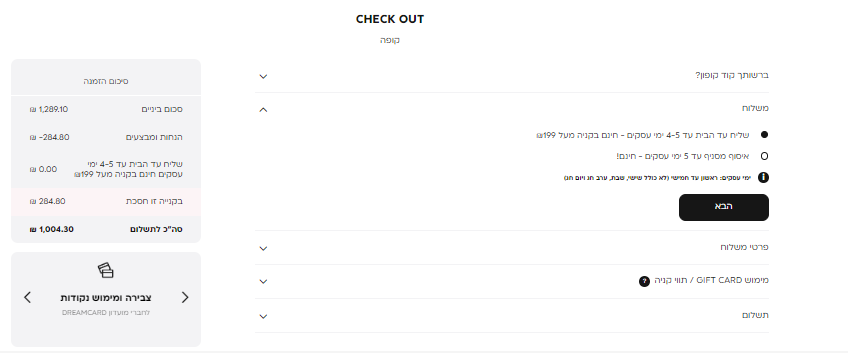 CHECK OUT
קופה
ברשותך קוד קופון?
משלוח
שליח עד הבית עד 4-5 ימי עסקים - חינם בקניה מעל 199₪
איסוף מסניף עד 5 ימי עסקים - חינם!
ימי עסקים: ראשון עד חמישי (לא כולל שישי, שבת, ערב חג ויום חג)
הבא
פרטי משלוח
מימוש GIFT CARD / תווי קניה ?
תשלום
סיכום הזמנה
סכום ביניים 1,289.10 ₪
הנחות ומבצעים -284.80 ₪
שליח עד הבית עד 4-5 ימי
עסקים חינם בקניה מעל 199₪ 0.00 ₪
בקנייה זו חסכת 284.80 ₪
סה"כ לתשלום 1,004.30 ₪
צבירה ומימוש נקודות
לחברי מועדון DREAMCARD